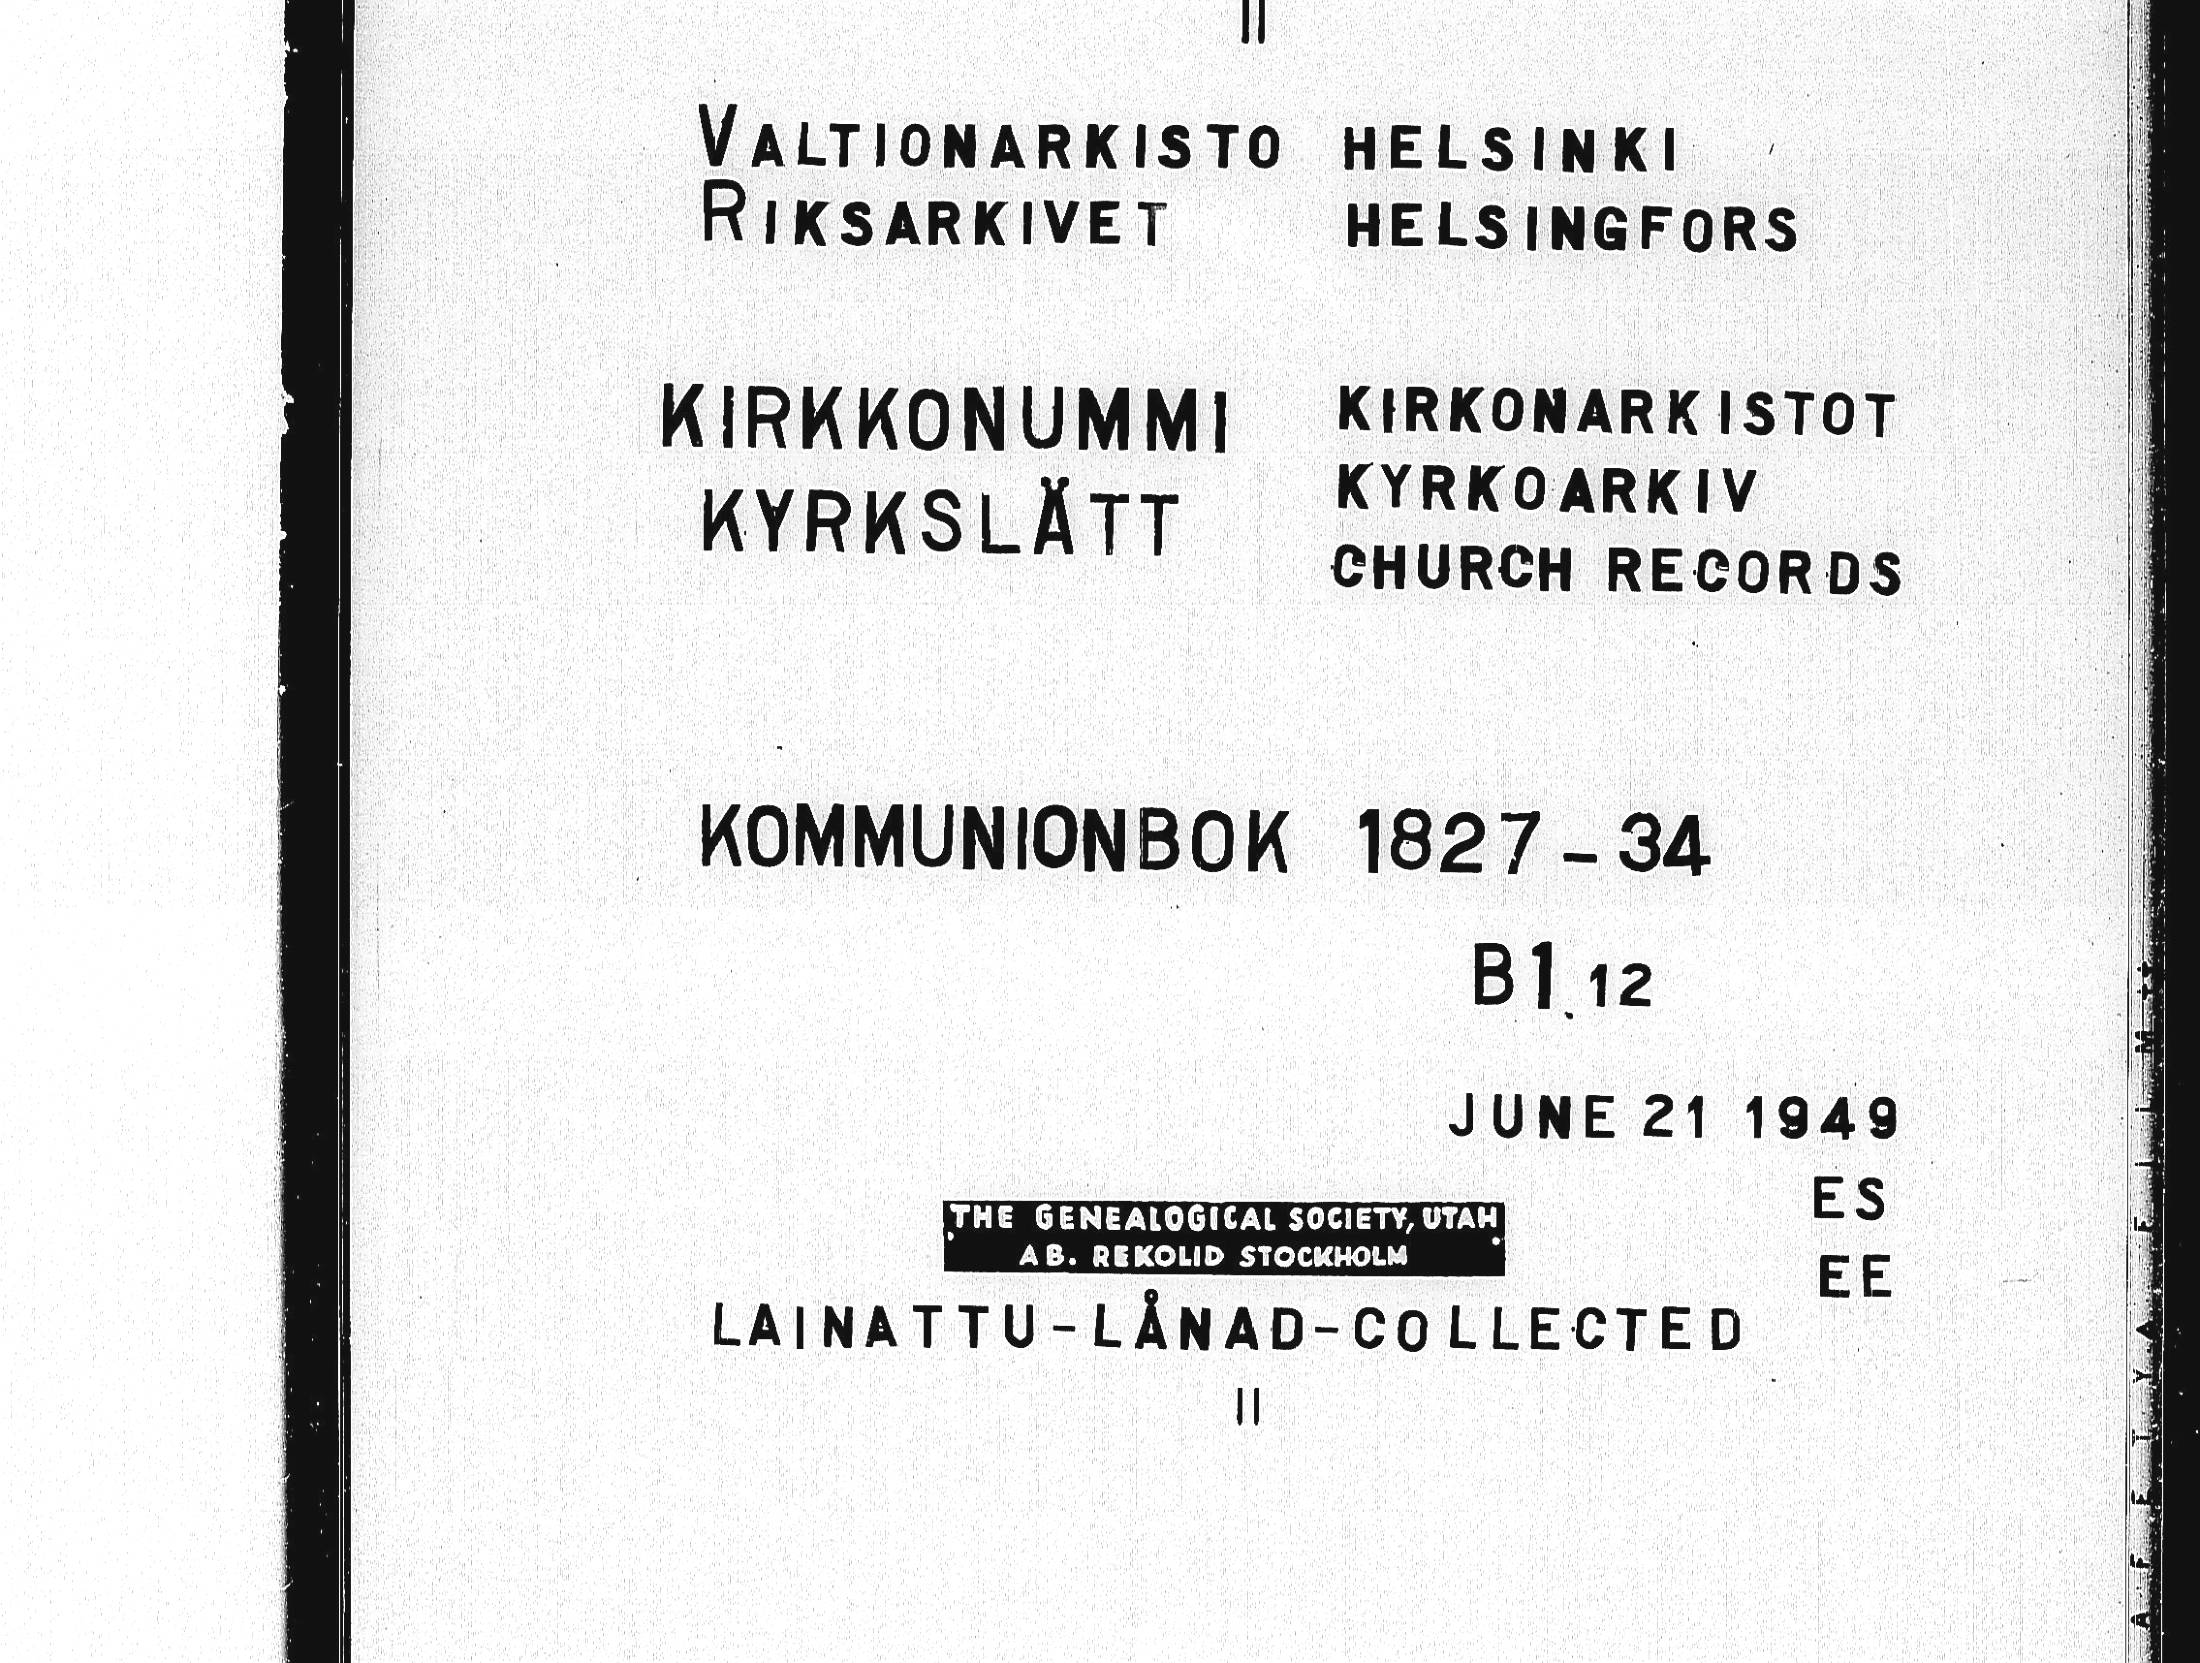 VALTIONARKISTO HELSINKI
RIKSARKIVET HELSINGFORS
KIRKKONUMMI
KYRKSLÄTT
KIRKONARKISTOT
KYRKOARKIV
CHURCH RECORDS
KOMMUNIONBOK 1827-34
B1 12
JUNE 21 1949
ES
EE
THE GENEALOGICAL SOCIETY, UTAH
AB. REKOLID STOCKHOLM
LAINATTU-LÅNAD-COLLECTED